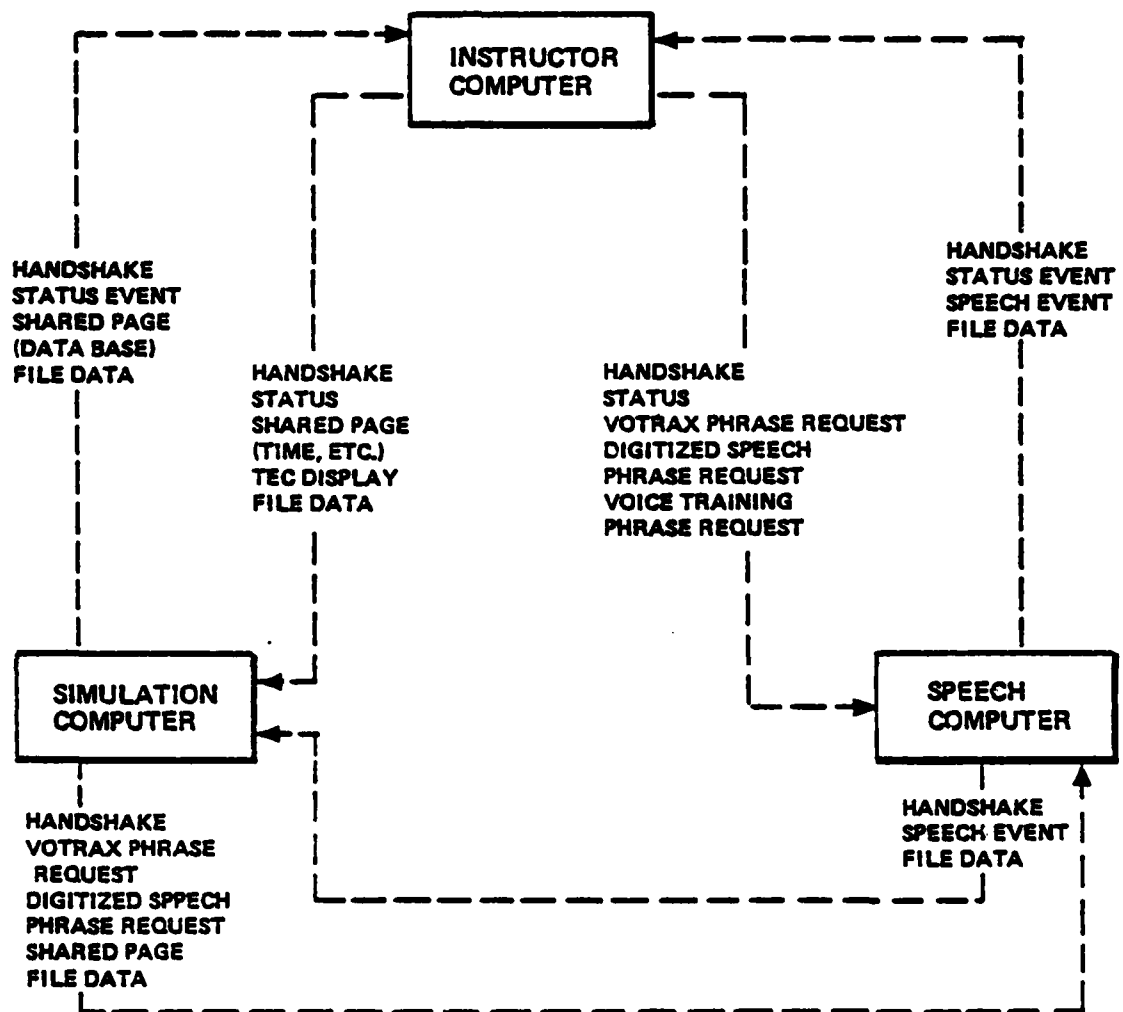 INSTRUCTOR
COMPUTER
HANDSHAKE
STATUS EVENT
SHARED PAGE
(DATA BASE)
FILE DATA
HANDSHAKE
STATUS
SHARED PAGE
(TIME, ETC.)
TEC DISPLAY
FILE DATA
HANDSHAKE
STATUS
VOTRAX PHRASE REQUEST
DIGITIZED SPEECH
PHRASE REQUEST
VOICE TRAINING
PHRASE REQUEST
HANDSHAKE
STATUS EVENT
SPEECH EVENT
FILE DATA
SIMULATION
COMPUTER
SPEECH
COMPUTER
HANDSHAKE
VOTRAX PHRASE
REQUEST
DIGITIZED SPPECH
PHRASE REQUEST
SHARED PAGE
FILE DATA
HANDSHAKE
SPEECH EVENT
FILE DATA